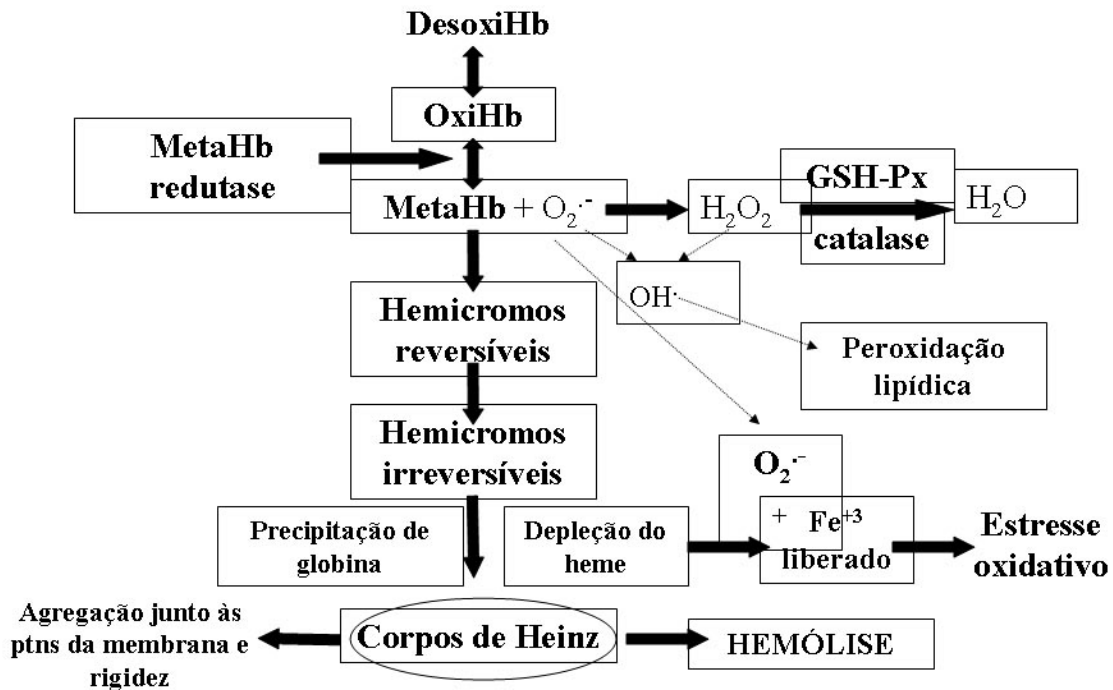 DesoxiHb
OxiHb
MetaHb
redutase
MetaHb + O₂·⁻
H₂O₂
GSH-Px
catalase
H₂O
OH·
Hemicromos
reversíveis
Peroxidação
lipídica
Hemicromos
irreversíveis
O₂·⁻
+ Fe⁺³
liberado
Precipitação de
globina
Depleção do
heme
Estresse
oxidativo
Agregação junto às
ptns da membrana e
rigidez
Corpos de Heinz
HEMÓLISE